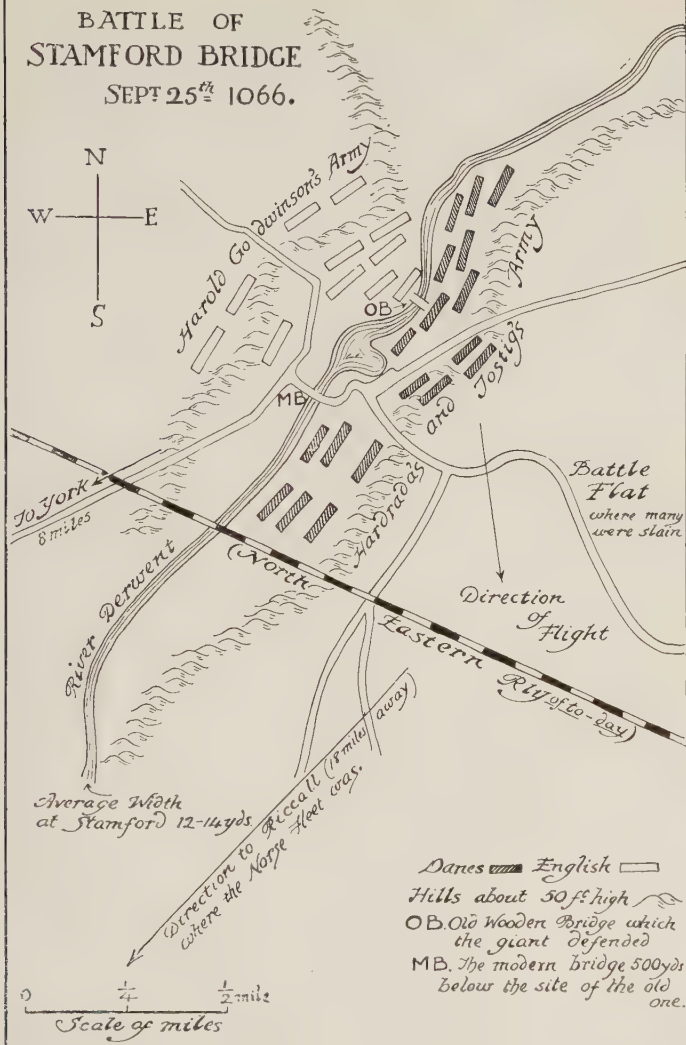 BATTLE OF
STAMFORD BRIDGE
SEPT. 25th 1066.
N
W E
S
Harold Godwinson's Army
OB
MB
Hardrada's and Tostig's Army
To York
8 miles
River Derwent
Battle
Flat
where many
were slain
Direction
of
Flight
(North Eastern Rly of to-day)
Average Width
at Stamford 12-14 yds.
Direction to Riccall (18 miles away)
where the Norse Fleet was.
Danes English
Hills about 50 ft high
OB. Old Wooden Bridge which
the giant defended
MB. The modern bridge 500yds
below the site of the old
one.
0 1/4 1/2 mile
Scale of miles